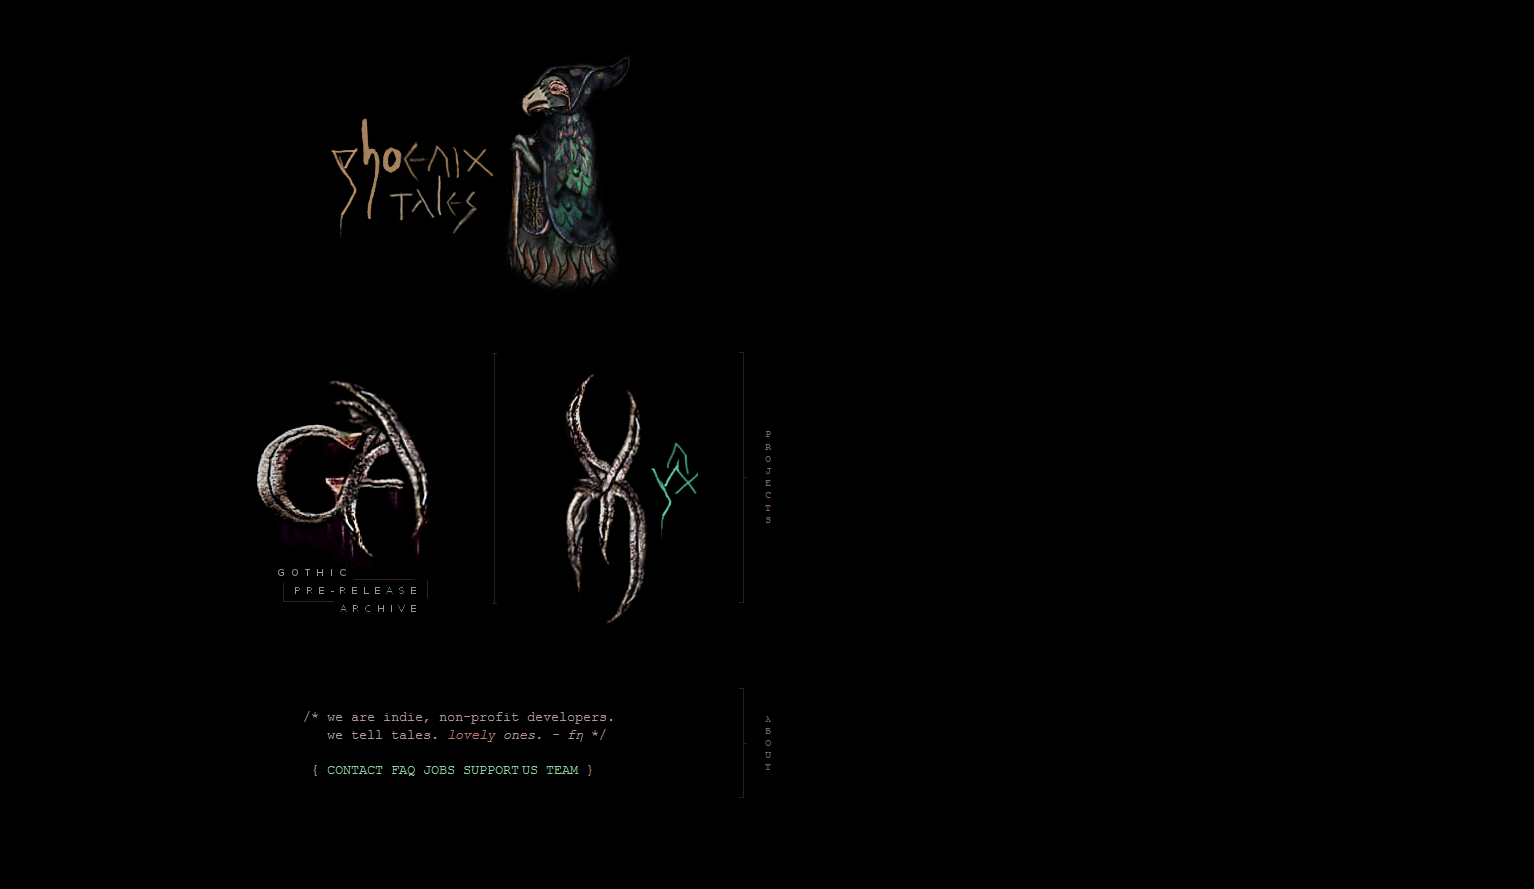 phoenix
tales
GA
GOTHIC
PRE-RELEASE
ARCHIVE
X
PROJECTS
/* we are indie, non-profit developers.
we tell tales. lovely ones. - fη */
{ CONTACT FAQ JOBS SUPPORT US TEAM }
ABOUT